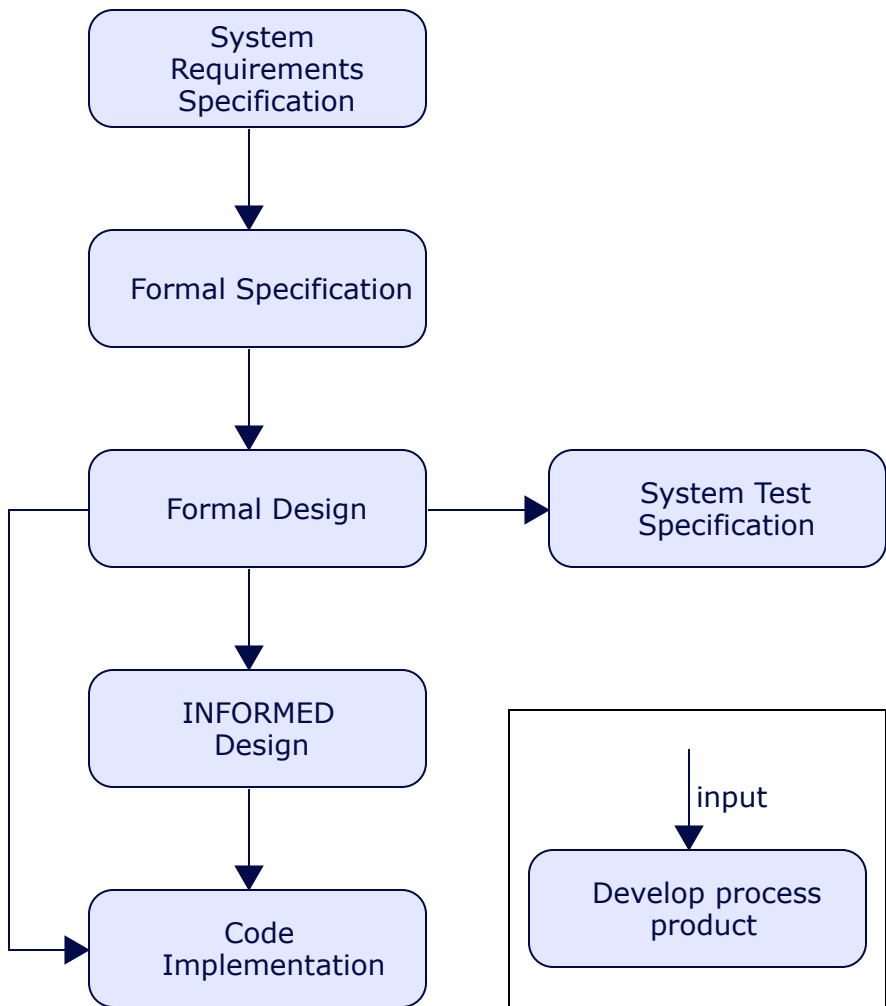 System
Requirements
Specification
Formal Specification
Formal Design
System Test
Specification
INFORMED
Design
input
Develop process
product
Code
Implementation